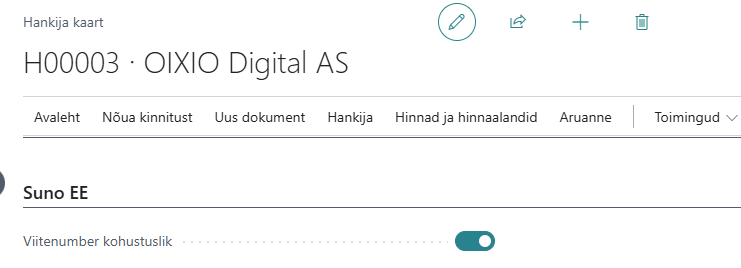 Hankija kaart
H00003 · OIXIO Digital AS
Avaleht Nõua kinnitust Uus dokument Hankija Hinnad ja hinnaalandid Aruanne Toimingud
Suno EE
Viitenumber kohustuslik